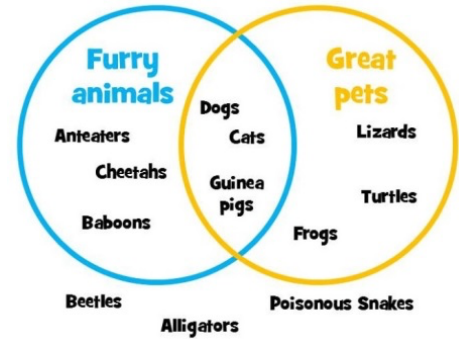 Furry
animals
Great
pets
Dogs
Cats
Guinea
pigs
Anteaters
Cheetahs
Baboons
Lizards
Turtles
Frogs
Beetles
Alligators
Poisonous Snakes